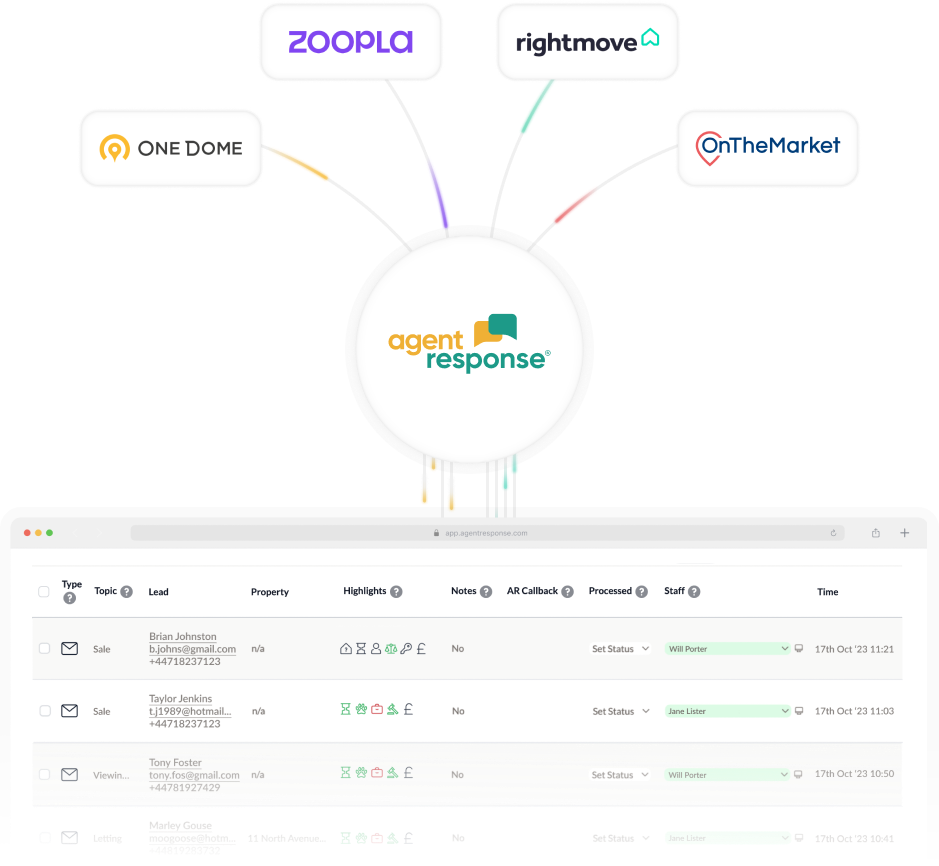 ZOOPLA
rightmove
ONE DOME
OnTheMarket
agent
response®
app.agentresponse.com
Type ? Topic ? Lead Property Highlights ? Notes ? AR Callback ? Processed ? Staff ? Time
Brian Johnston
Sale b.johns@gmail.com n/a No Set Status Will Porter 17th Oct '23 11:21
+44718237123
Taylor Jenkins
Sale t.j1989@hotmail... n/a No Set Status Jane Lister 17th Oct '23 11:03
+44718237123
Tony Foster
Viewin... tony.fos@gmail.com n/a No Set Status Will Porter 17th Oct '23 10:50
+44781927429
Marley Gouse
Letting moogoose@hotm... 11 North Avenue... No Set Status Jane Lister 17th Oct '23 10:41